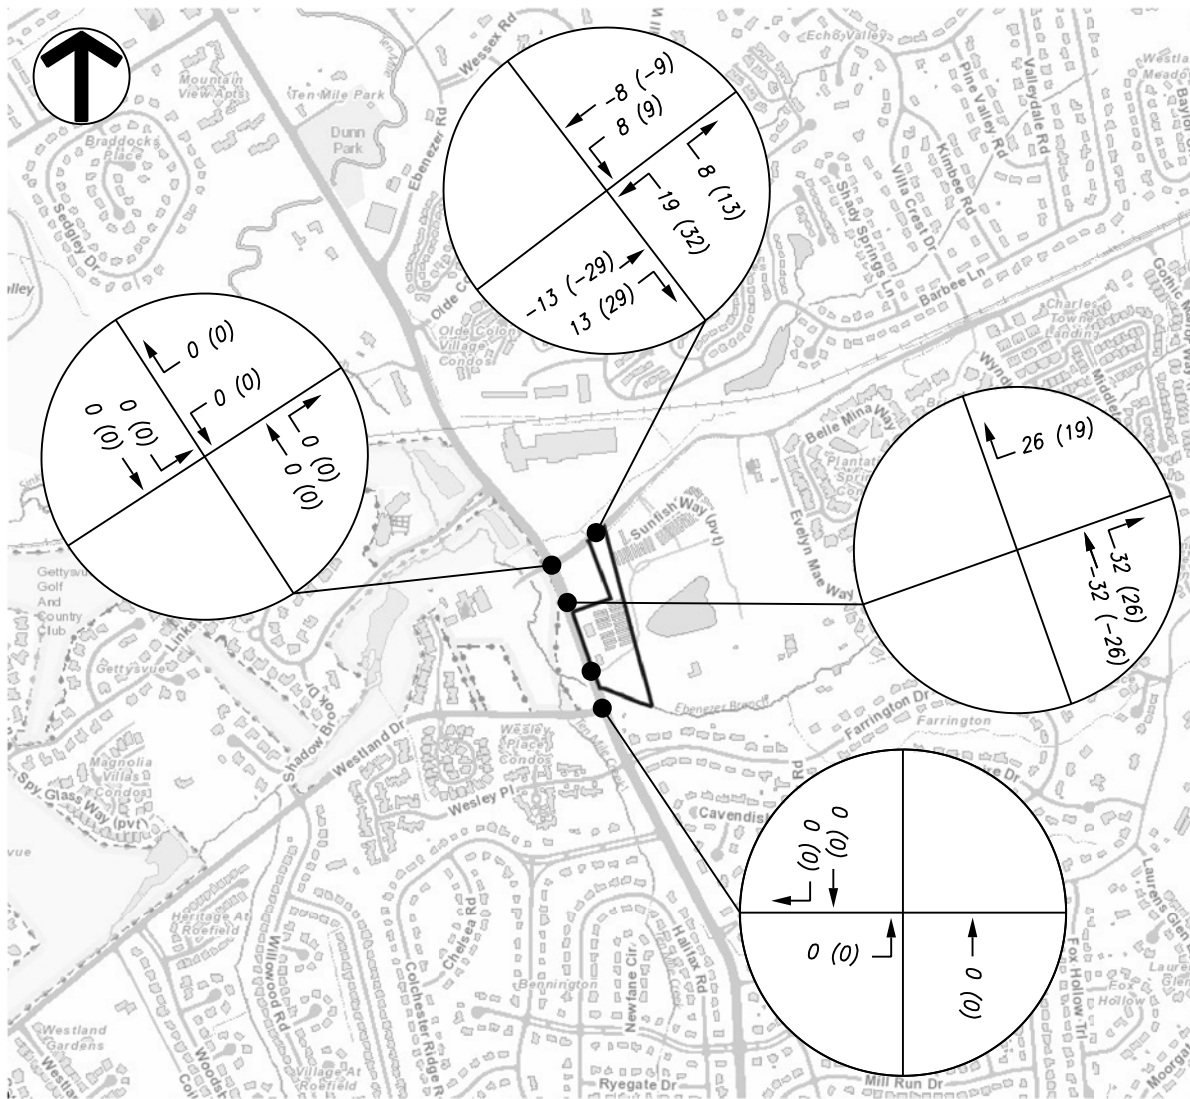 Wessex Rd
Echo Valley
Mountain
View Apts
Ten Mile Park
Dunn
Park
Ebenezer Rd
Braddocks
Place
Sedgley Dr
Pine Valley Rd
Valleydale Rd
Kimbee Rd
Villa Crest Dr
Shady Springs Ln
Barbee Ln
-8 (-9)
8 (9)
8 (13)
19 (32)
-13 (-29)
13 (29)
Olde Colon
Village
Condos
Charles
Towne
Landing
0 (0)
0 (0)
0 (0)
0 (0)
0 (0)
0 (0)
Belle Mina Way
26 (19)
32 (26)
-32 (-26)
Sunfish Way (pvt)
Evelyn Mae Way
Gettysvu
Golf
And
Country
Club
Links
Gettysvue
Shadow Brook Dr
Westland Dr
Magnolia
Villas
Condos
Spy Glass Way (pvt)
Wesley
Place
Condos
Wesley Pl
Ten Mile Creek
Ebenezer Branch
Farrington Dr
Farrington
Cavendish
Rd
0 (0)
0 (0)
0 (0)
0 (0)
Heritage At
Roefield
Willowood Rd
Chelsea Rd
Colchester Ridge R
Bennington
Newfane Cir
Halifax Rd
Westland
Gardens
Village At
Roefield
Ryegate Dr
Mill Run Dr
Fox Hollow Trl
Fox
Hollow
Laurens Glen